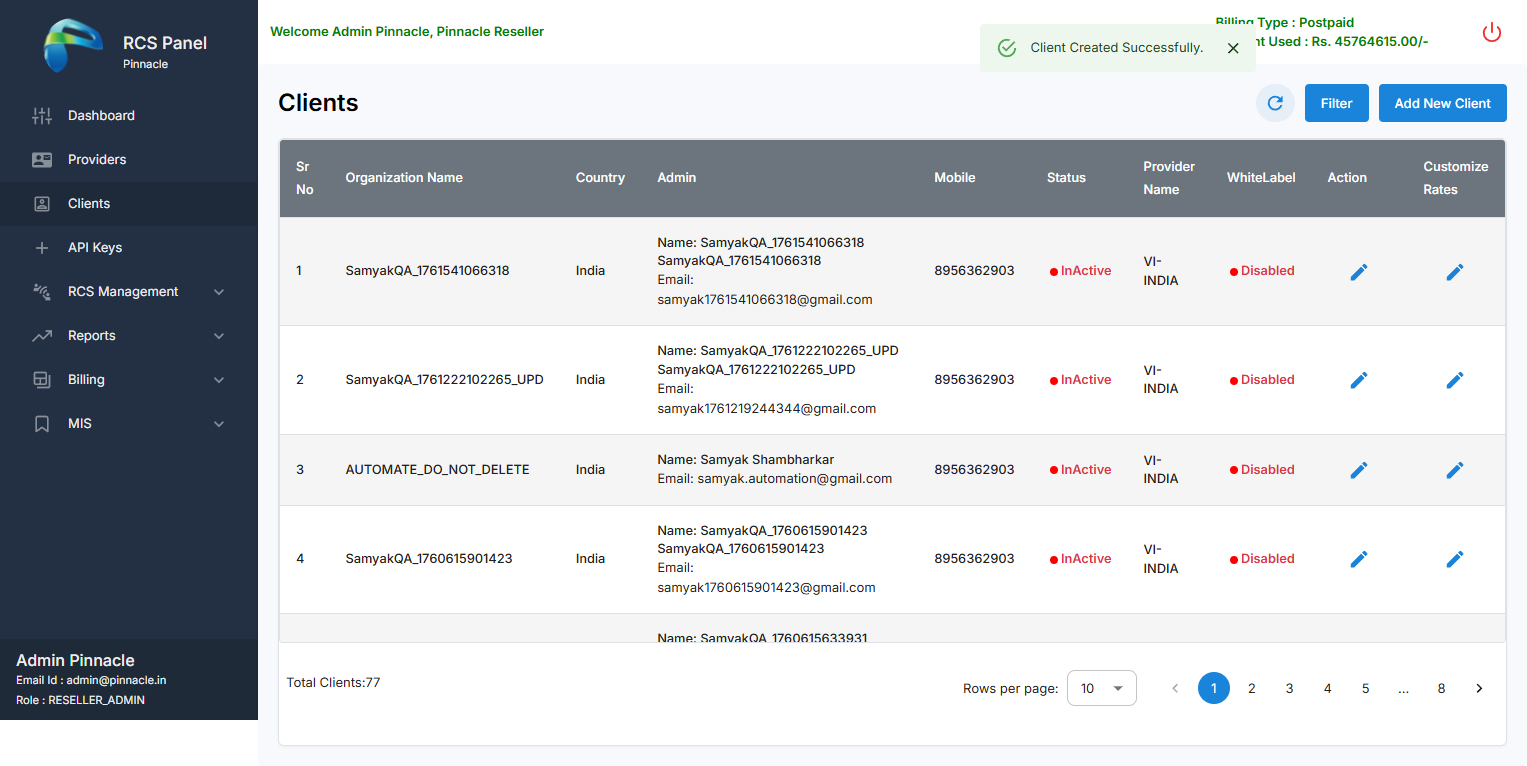 RCS Panel
Pinnacle
Dashboard
Providers
Clients
API Keys
RCS Management
Reports
Billing
MIS
Admin Pinnacle
Email Id : admin@pinnacle.in
Role : RESELLER_ADMIN
Welcome Admin Pinnacle, Pinnacle Reseller
Billing Type : Postpaid
Used : Rs. 45764615.00/-
Client Created Successfully.
Clients
Filter
Add New Client
Sr No
Organization Name
Country
Admin
Mobile
Status
Provider Name
WhiteLabel
Action
Customize Rates
1
SamyakQA_1761541066318
India
Name: SamyakQA_1761541066318
SamyakQA_1761541066318
Email:
samyak1761541066318@gmail.com
8956362903
InActive
VI-
INDIA
Disabled
2
SamyakQA_1761222102265_UPD
India
Name: SamyakQA_1761222102265_UPD
SamyakQA_1761222102265_UPD
Email:
samyak1761219244344@gmail.com
8956362903
InActive
VI-
INDIA
Disabled
3
AUTOMATE_DO_NOT_DELETE
India
Name: Samyak Shambharkar
Email: samyak.automation@gmail.com
8956362903
InActive
VI-
INDIA
Disabled
4
SamyakQA_1760615901423
India
Name: SamyakQA_1760615901423
SamyakQA_1760615901423
Email:
samyak1760615901423@gmail.com
8956362903
InActive
VI-
INDIA
Disabled
Name: SamyakQA_1760615633931
Total Clients:77
Rows per page: 10
1 2 3 4 5 ... 8